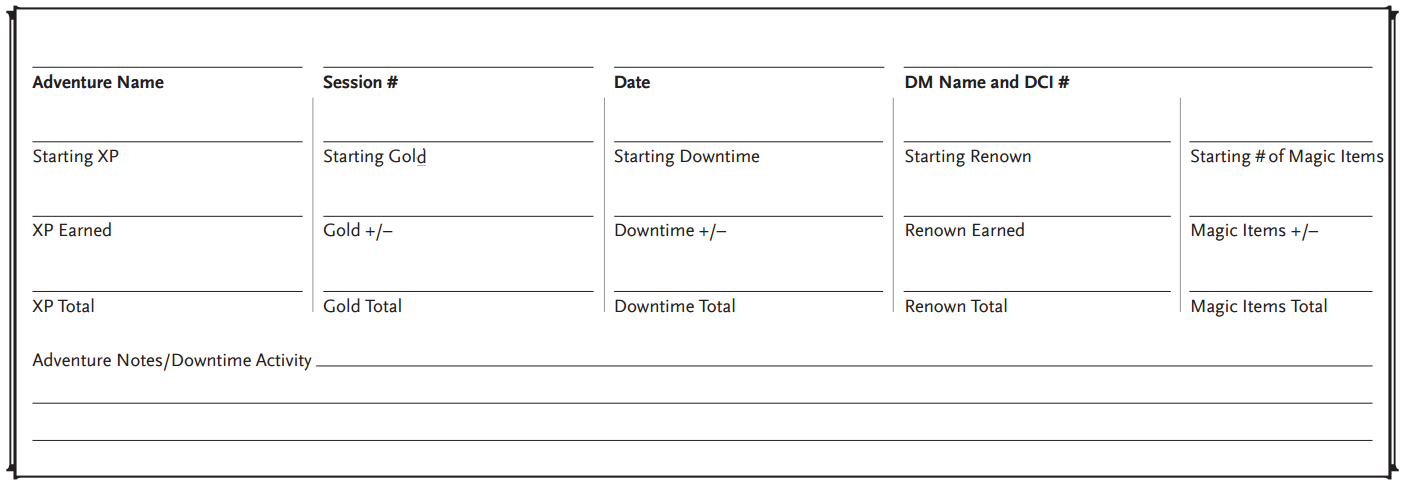 Adventure Name Session # Date DM Name and DCI #
Starting XP Starting Gold Starting Downtime Starting Renown Starting # of Magic Items
XP Earned Gold +/– Downtime +/– Renown Earned Magic Items +/–
XP Total Gold Total Downtime Total Renown Total Magic Items Total
Adventure Notes/Downtime Activity